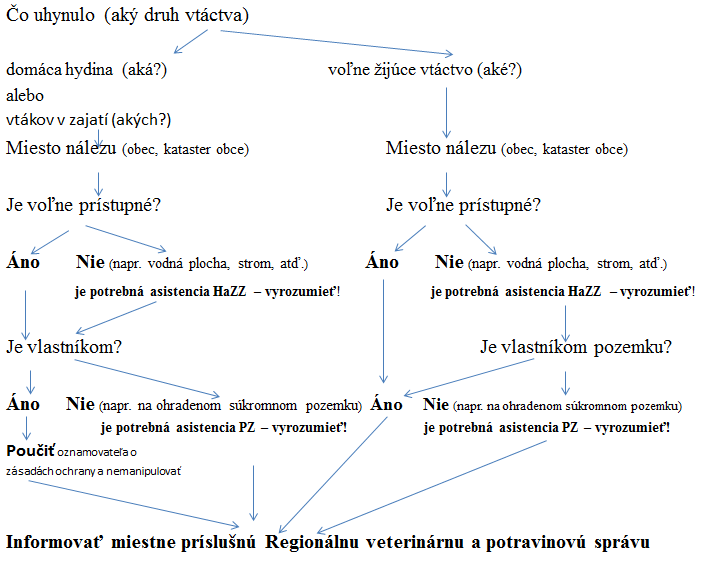 Čo uhynulo (aký druh vtáctva)
domáca hydina (aká?) voľne žijúce vtáctvo (aké?)
alebo
vtákov v zajatí (akých?)
Miesto nálezu (obec, kataster obce) Miesto nálezu (obec, kataster obce)
Je voľne prístupné? Je voľne prístupné?
Áno Nie (napr. vodná plocha, strom, atď.) Áno Nie (napr. vodná plocha, strom, atď.)
je potrebná asistencia HaZZ – vyrozumieť! je potrebná asistencia HaZZ – vyrozumieť!
Je vlastníkom? Je vlastníkom pozemku?
Áno Nie (napr. na ohradenom súkromnom pozemku) Áno Nie (napr. na ohradenom súkromnom pozemku)
je potrebná asistencia PZ – vyrozumieť! je potrebná asistencia PZ – vyrozumieť!
Poučiť oznamovateľa o
zásadách ochrany a nemanipulovať
Informovať miestne príslušnú Regionálnu veterinárnu a potravinovú správu